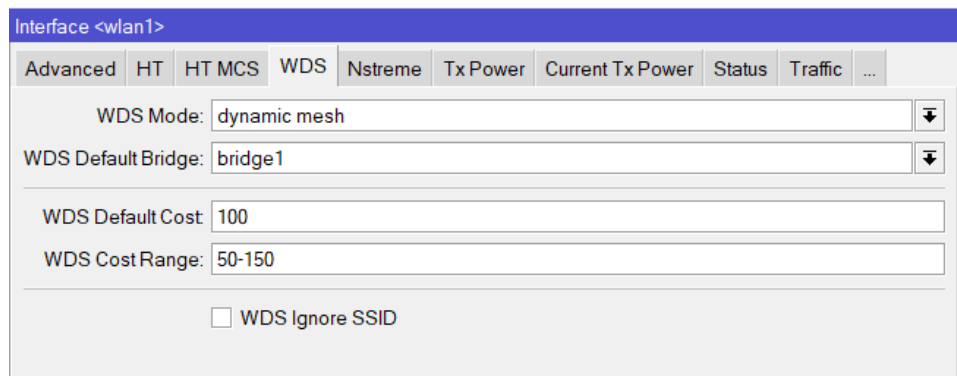 Interface <wlan1>
Advanced HT HT MCS WDS Nstreme Tx Power Current Tx Power Status Traffic ...
WDS Mode: dynamic mesh
WDS Default Bridge: bridge1
WDS Default Cost: 100
WDS Cost Range: 50-150
WDS Ignore SSID